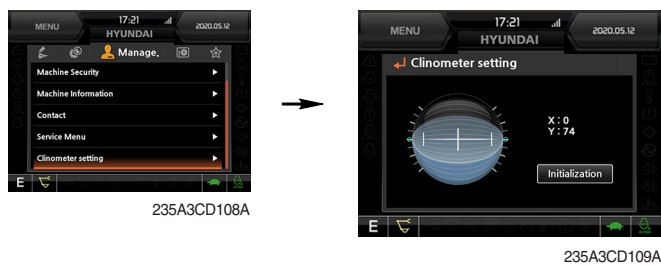 MENU
17:21
HYUNDAI
2020.05.12
Manage.
Machine Security
Machine Information
Contact
Service Menu
Clinometer setting
E
235A3CD108A
MENU
17:21
HYUNDAI
2020.05.12
Clinometer setting
X : 0
Y : 74
Initialization
E
235A3CD109A